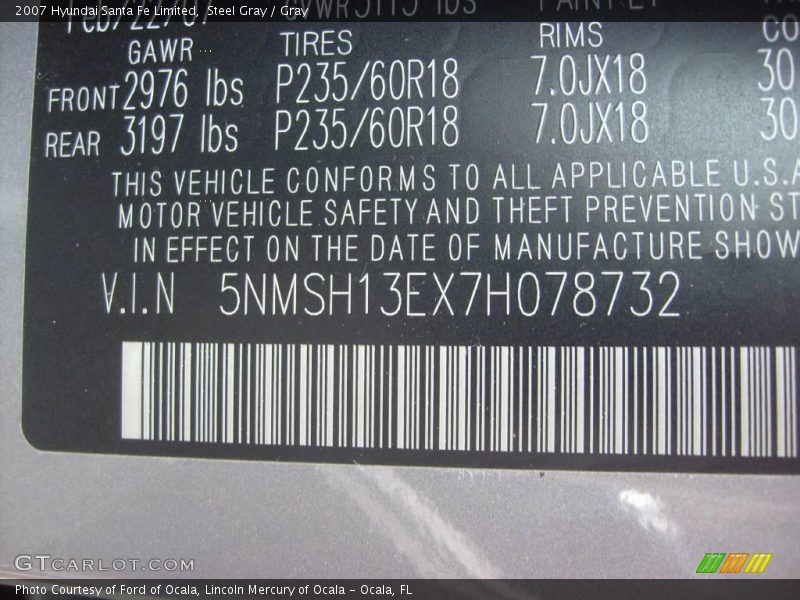 2007 Hyundai Santa Fe Limited, Steel Gray / Gray
GAWR TIRES RIMS
FRONT 2976 lbs P235/60R18 7.0JX18 30
REAR 3197 lbs P235/60R18 7.0JX18 30
THIS VEHICLE CONFORMS TO ALL APPLICABLE U.S.A
MOTOR VEHICLE SAFETY AND THEFT PREVENTION ST
IN EFFECT ON THE DATE OF MANUFACTURE SHOW
V.I.N 5NMSH13EX7H078732
GTCARLOT.COM
Photo Courtesy of Ford of Ocala, Lincoln Mercury of Ocala - Ocala, FL